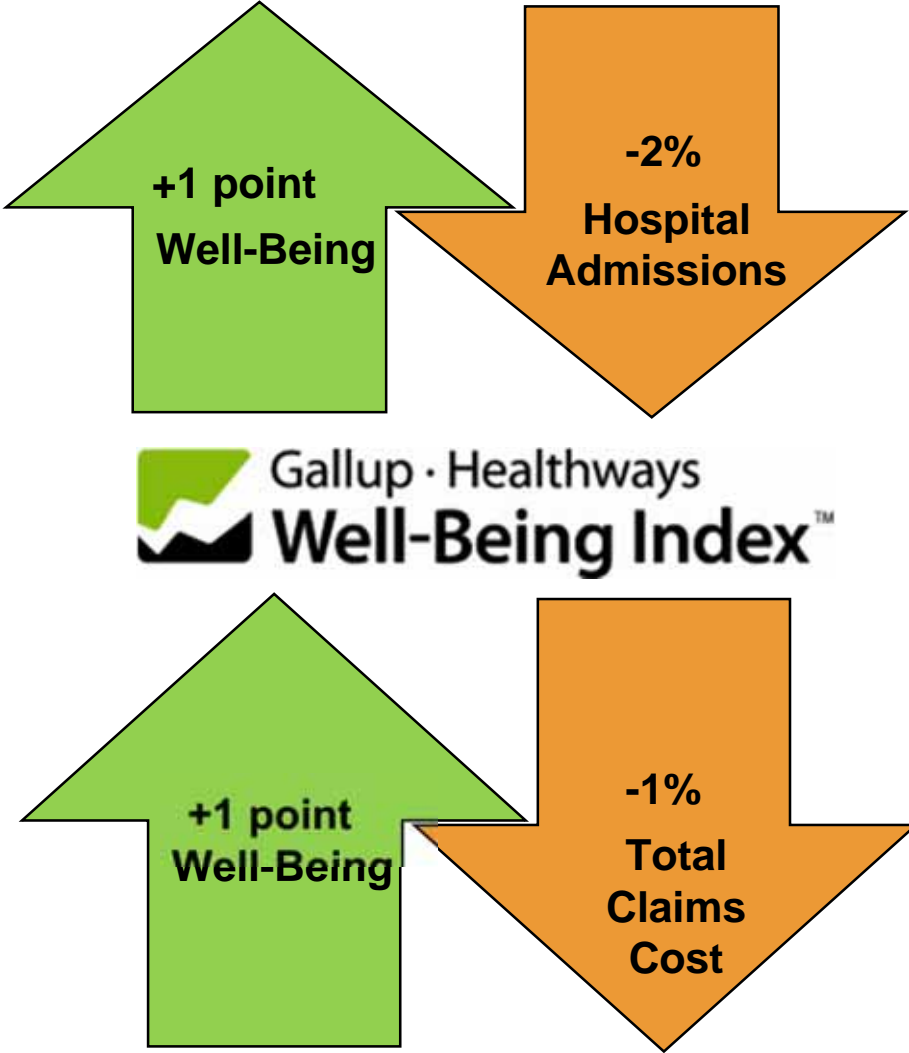 +1 point
Well-Being
-2%
Hospital
Admissions
Gallup · Healthways
Well-Being Index™
+1 point
Well-Being
-1%
Total
Claims
Cost